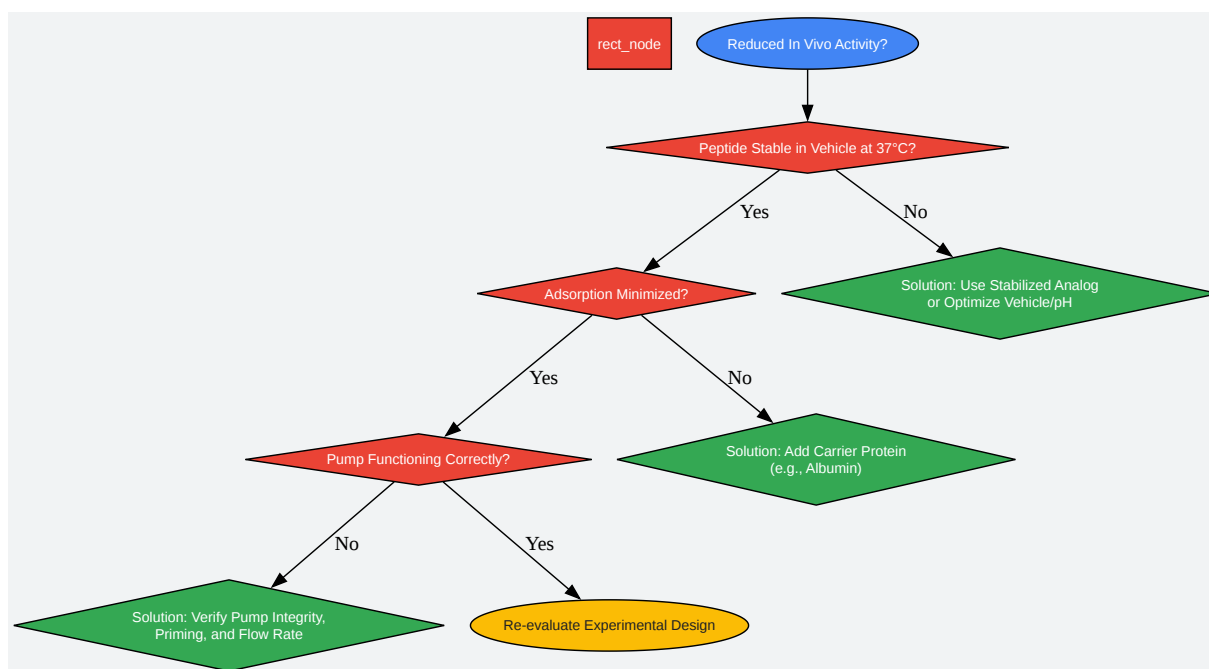 rect_node
Reduced In Vivo Activity?
Peptide Stable in Vehicle at 37°C?
Yes
No
Adsorption Minimized?
Solution: Use Stabilized Analog
or Optimize Vehicle/pH
Yes
No
Pump Functioning Correctly?
Solution: Add Carrier Protein
(e.g., Albumin)
No
Yes
Solution: Verify Pump Integrity,
Priming, and Flow Rate
Re-evaluate Experimental Design